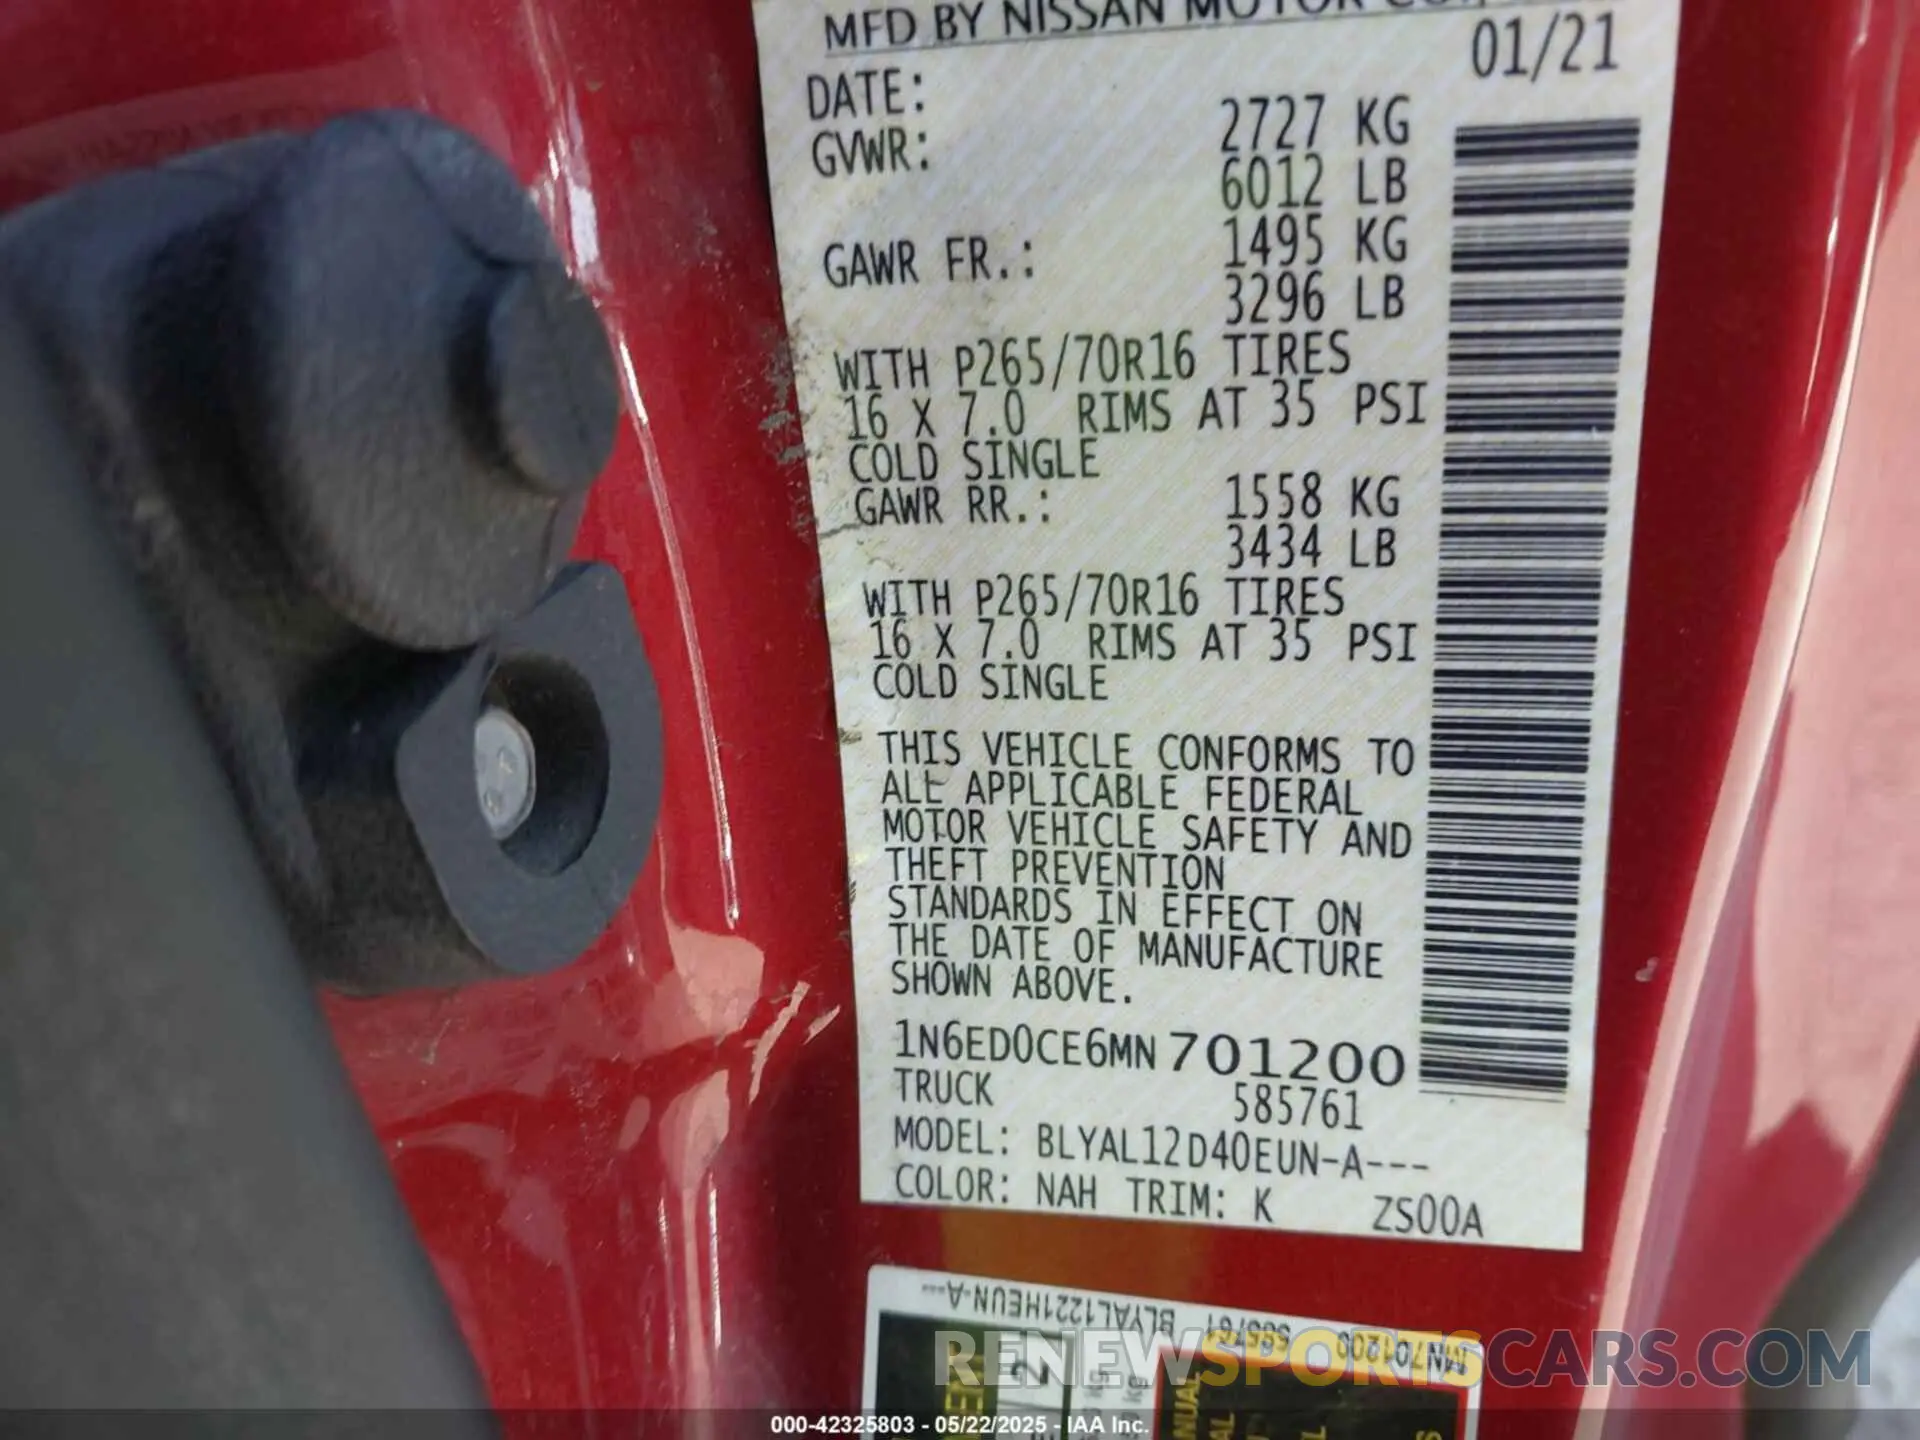 MFD BY NISSAN MOTOR CO.,
DATE: 01/21
GVWR: 2727 KG
6012 LB
GAWR FR.: 1495 KG
3296 LB
WITH P265/70R16 TIRES
16 X 7.0 RIMS AT 35 PSI
COLD SINGLE
GAWR RR.: 1558 KG
3434 LB
WITH P265/70R16 TIRES
16 X 7.0 RIMS AT 35 PSI
COLD SINGLE
THIS VEHICLE CONFORMS TO
ALL APPLICABLE FEDERAL
MOTOR VEHICLE SAFETY AND
THEFT PREVENTION
STANDARDS IN EFFECT ON
THE DATE OF MANUFACTURE
SHOWN ABOVE.
1N6ED0CE6MN701200
TRUCK 585761
MODEL: BLYAL12D40EUN-A---
COLOR: NAH TRIM: K ZS00A
BLYAL1221HEUN-A---
MN701200 585761
RENEWSPORTSCARS.COM
000-42325803 - 05/22/2025 - IAA Inc.